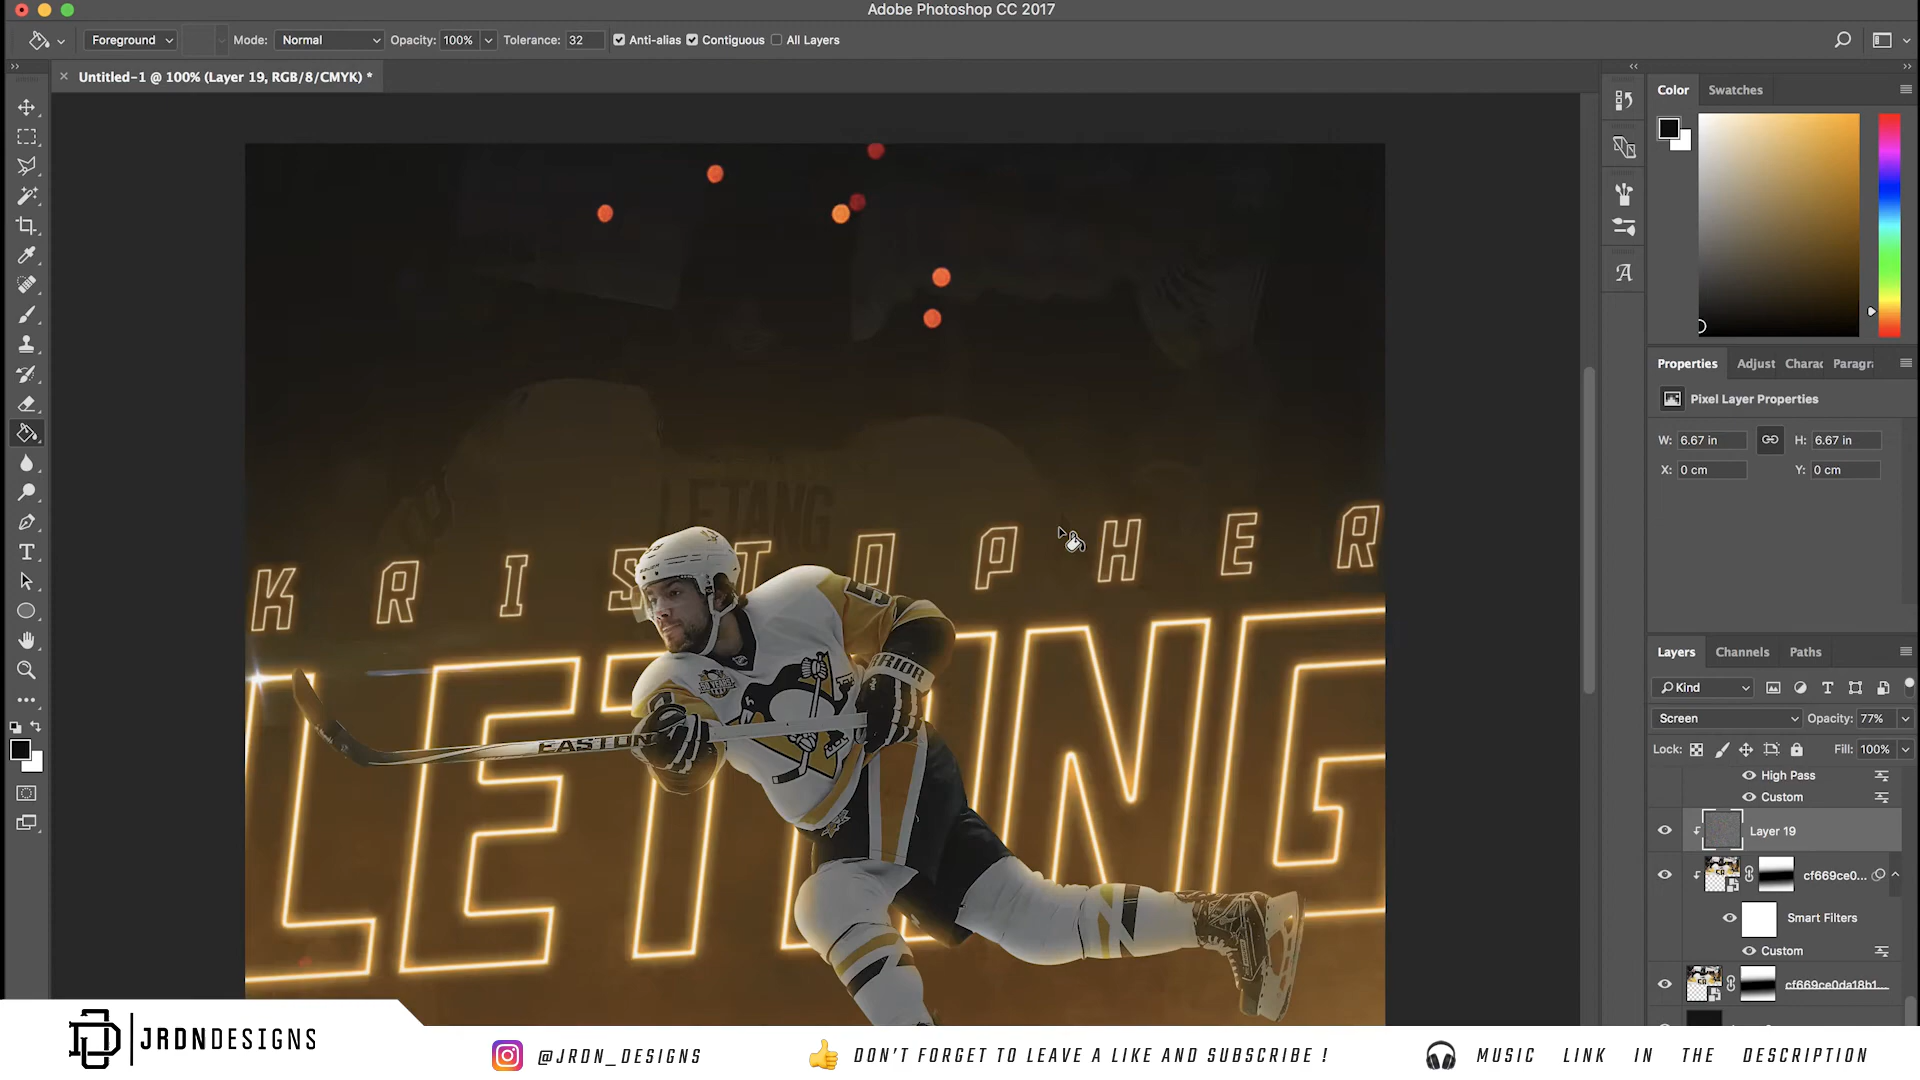 Adobe Photoshop CC 2017
Foreground Mode: Normal Opacity: 100% Tolerance: 32 Anti-alias Contiguous All Layers
Untitled-1 @ 100% (Layer 19, RGB/8/CMYK) *
Color Swatches
Properties Adjust Charac Paragr
Pixel Layer Properties
W: 6.67 in H: 6.67 in
X: 0 cm Y: 0 cm
LETANG
KRISTOPHER
LETANG
WARRIOR
EASTON
Layers Channels Paths
Kind
Screen Opacity: 77%
Lock: Fill: 100%
High Pass
Custom
Layer 19
cf669ce0...
Smart Filters
Custom
cf669ce0da18b1...
JRDNDESIGNS
@JRDN_DESIGNS
DON'T FORGET TO LEAVE A LIKE AND SUBSCRIBE !
MUSIC LINK IN THE DESCRIPTION